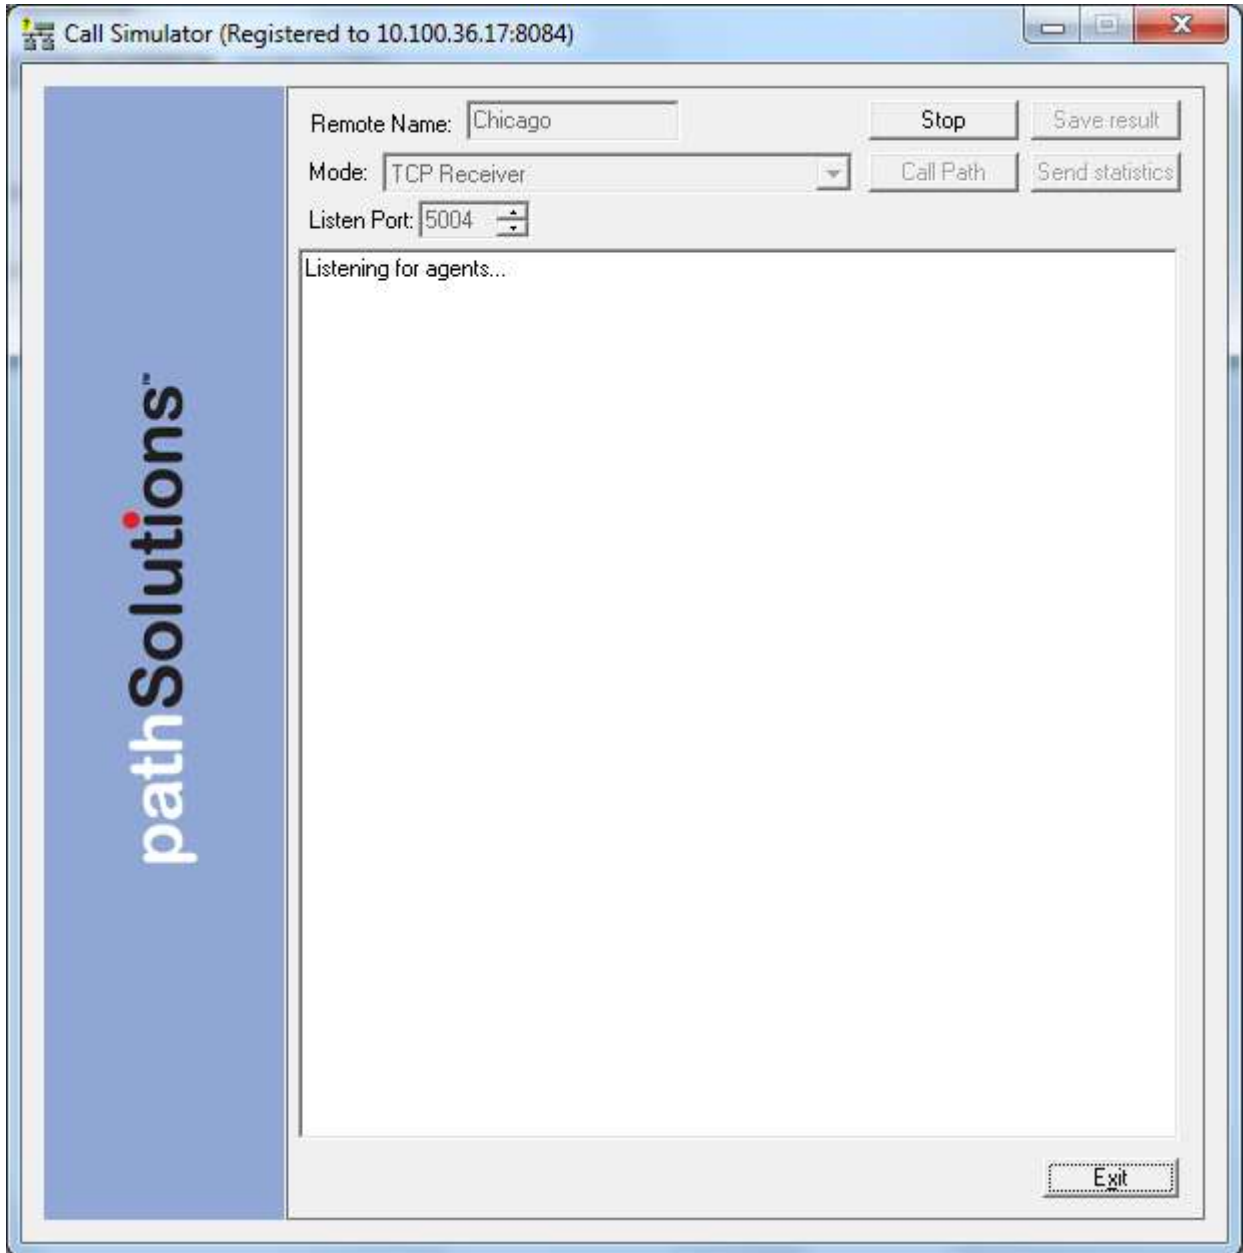 Call Simulator (Registered to 10.100.36.17:8084)
Remote Name: Chicago Stop Save result
Mode: TCP Receiver Call Path Send statistics
Listen Port: 5004
Listening for agents...
pathSolutions™
Exit